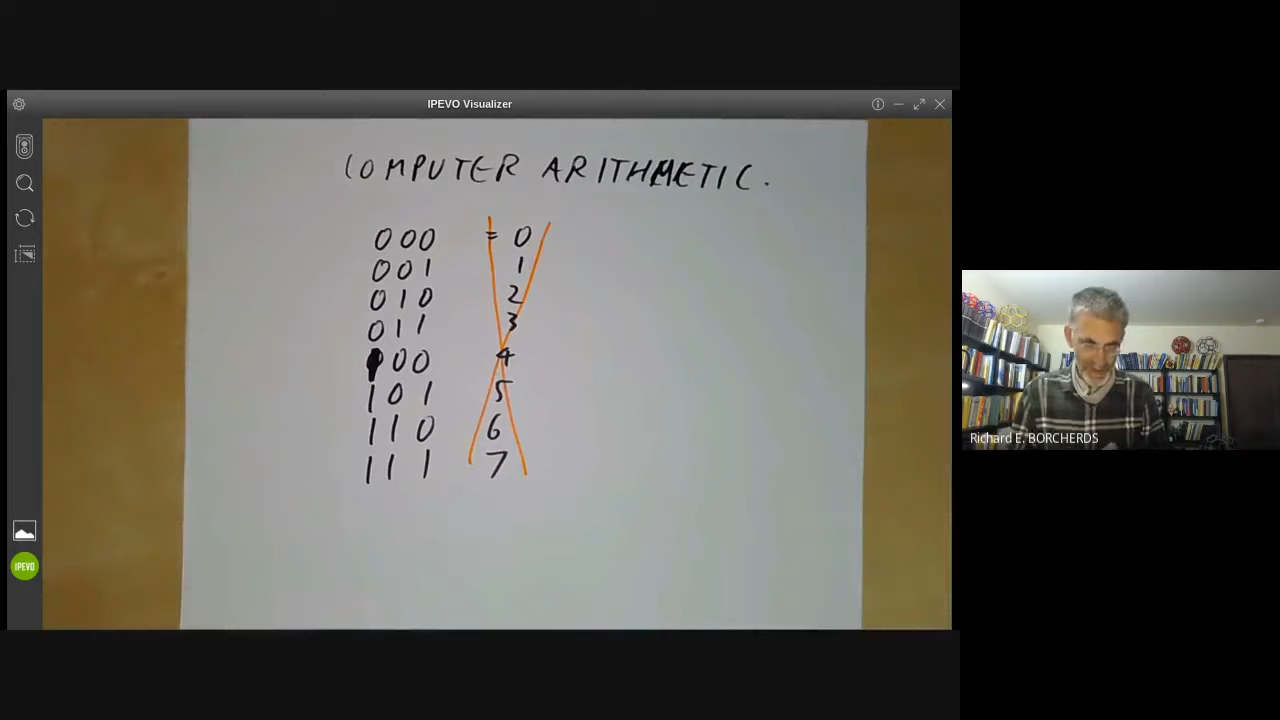 IPEVO Visualizer
COMPUTER ARITHMETIC.
000 = 0
001 1
010 2
011 3
100 4
101 5
110 6
111 7
IPEVO
Richard E. BORCHERDS